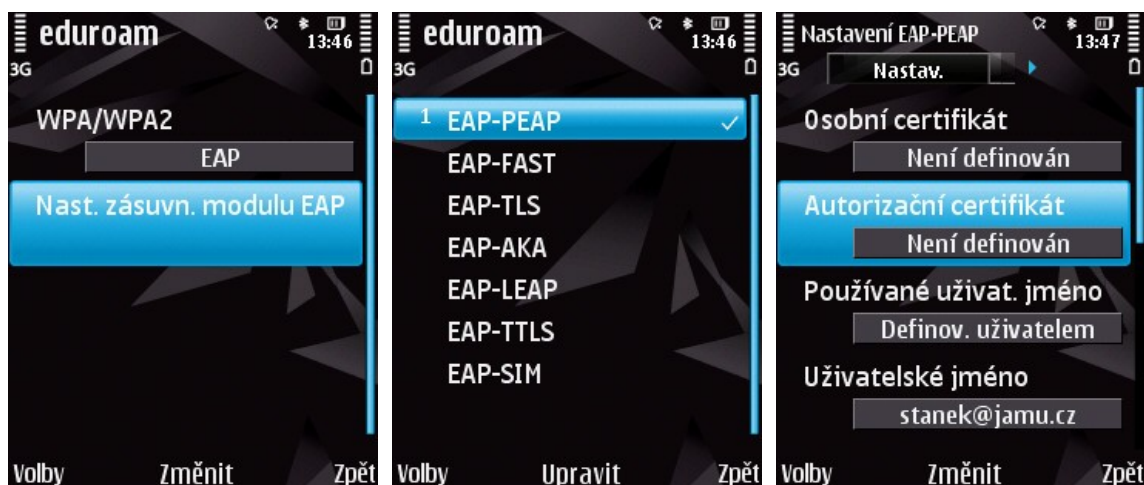 eduroam
13:46
3G
WPA/WPA2
EAP
Nast. zásuvn. modulu EAP
Volby Změnit Zpět
eduroam
13:46
3G
1 EAP-PEAP
EAP-FAST
EAP-TLS
EAP-AKA
EAP-LEAP
EAP-TTLS
EAP-SIM
Volby Upravit Zpět
Nastavení EAP-PEAP
13:47
3G
Nastav.
Osobní certifikát
Není definován
Autorizační certifikát
Není definován
Používané uživat. jméno
Definov. uživatelem
Uživatelské jméno
stanek@jamu.cz
Volby Změnit Zpět